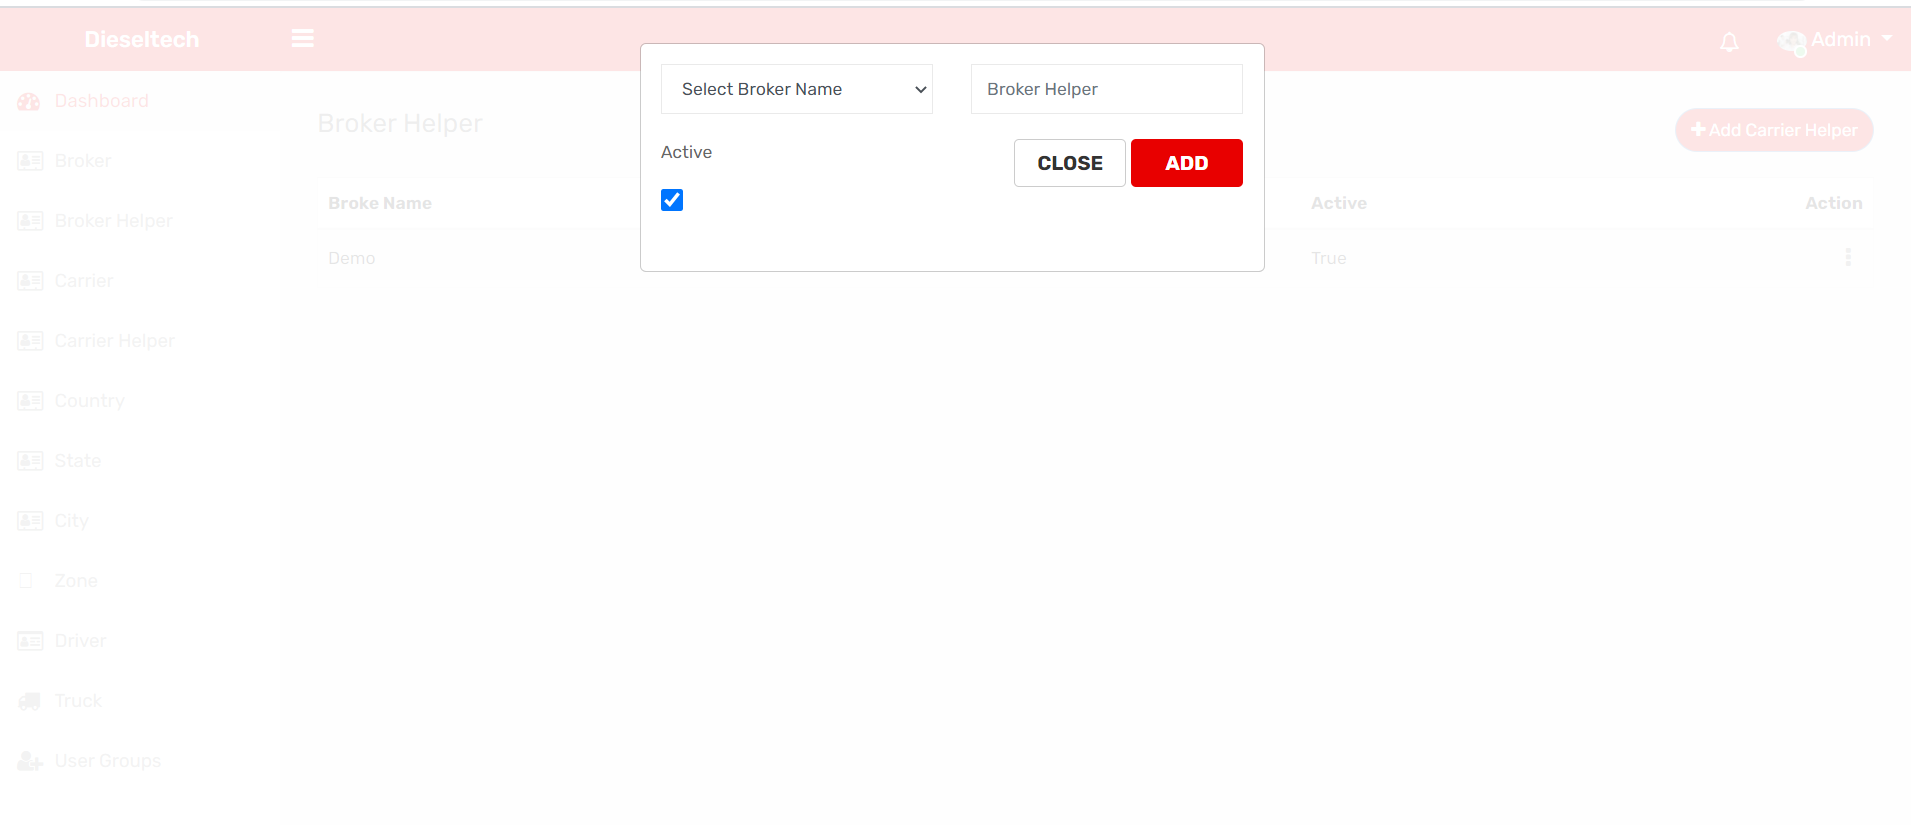 Dieseltech
Admin
Select Broker Name
Broker Helper
Active
CLOSE
ADD
Dashboard
Broker
Broker Helper
Carrier
Carrier Helper
Country
State
City
Zone
Driver
Truck
User Groups
Broker Helper
Add Carrier Helper
Broke Name
Active
Action
Demo
True